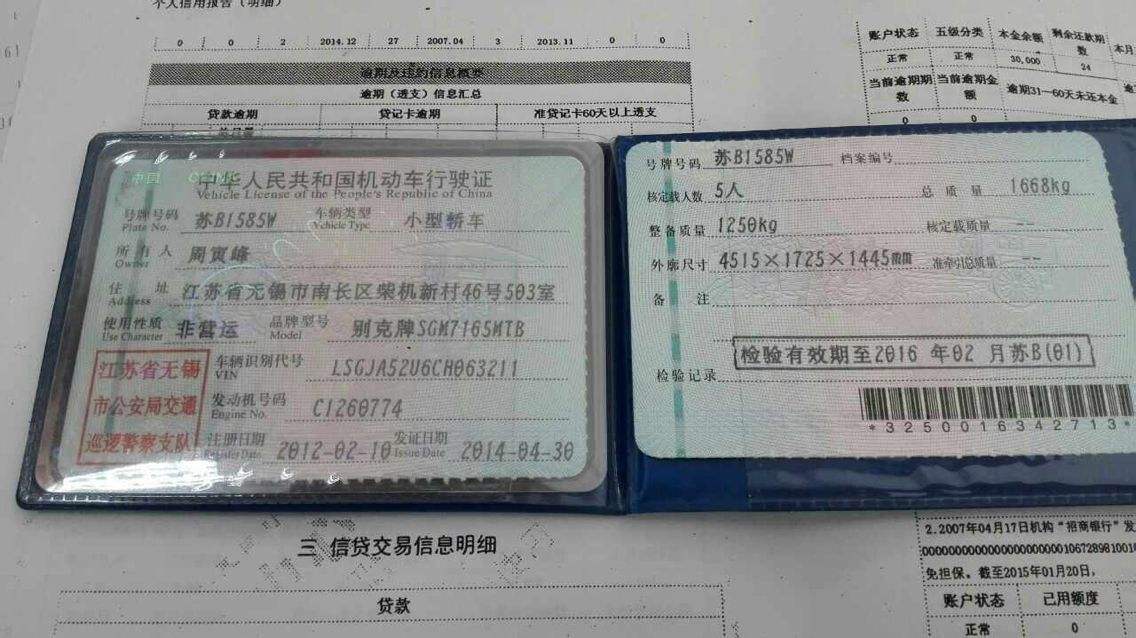 个人信用报告（明细）
0 0 2 2014.12 27 2007.04 3 2013.11 0 0
逾期及违约信息概要
逾期（透支）信息汇总
贷款逾期 贷记卡逾期 准贷记卡60天以上透支
账户状态 五级分类 本金余额 剩余还款期数 本月
正常 正常 30,000 24
当前逾期期数 当前逾期金额 逾期31—60天未还本金
0 0
中华人民共和国机动车行驶证
Vehicle License of the People's Republic of China
号牌号码 苏B1585W 车辆类型 小型轿车
Plate No. Vehicle Type
所有人 周寅峰
Owner
住址 江苏省无锡市南长区柴机新村46号503室
Address
使用性质 非营运 品牌型号 别克牌SGM7165MTB
Use Character Model
江苏省无锡
市公安局交通
巡逻警察支队
车辆识别代号 LSGJA52U6CH063211
VIN
发动机号码 C1260774
Engine No.
注册日期 2012-02-10 发证日期 2014-04-30
Register Date Issue Date
号牌号码 苏B1585W 档案编号
核定载人数 5人 总质量 1668kg
整备质量 1250kg 核定载质量 --
外廓尺寸 4515×1725×1445mm 准牵引总质量 --
备注
检验有效期至2016 年02 月苏B(01)
检验记录
*3250016342713*
三 信贷交易信息明细
贷款
2.2007年04月17日机构“招商银行”发
免担保。截至2015年01月20日，
账户状态 已用额度
正常 0